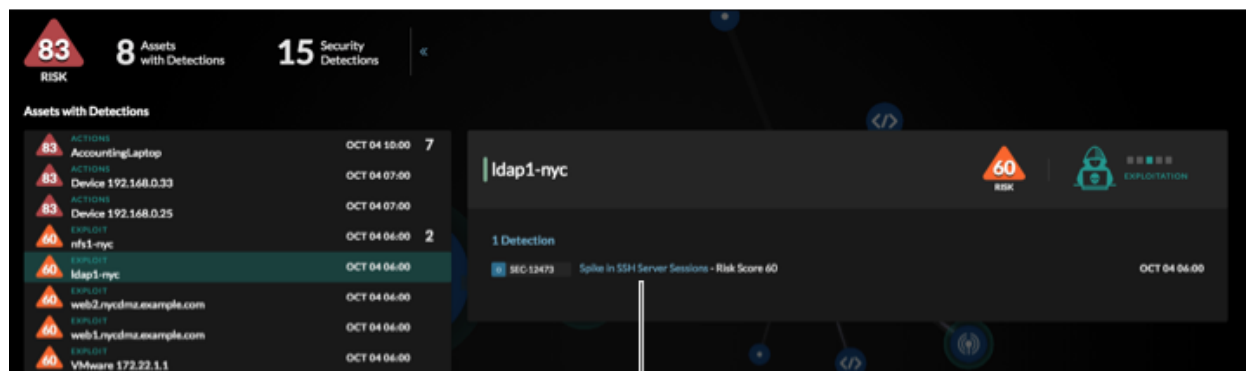 83
RISK
8 Assets with Detections
15 Security Detections
«
Assets with Detections
83 ACTIONS
AccountingLaptop OCT 04 10:00 7
83 ACTIONS
Device 192.168.0.33 OCT 04 07:00
83 ACTIONS
Device 192.168.0.25 OCT 04 07:00
60 EXPLOIT
nfs1-nyc OCT 04 06:00 2
60 EXPLOIT
ldap1-nyc OCT 04 06:00
60 EXPLOIT
web2.nycdmz.example.com OCT 04 06:00
60 EXPLOIT
web1.nycdmz.example.com OCT 04 06:00
60 EXPLOIT
VMware 172.22.1.1 OCT 04 06:00
</>
ldap1-nyc
60
RISK
EXPLOITATION
1 Detection
SEC-12473 Spike in SSH Server Sessions - Risk Score 60 OCT 04 06:00
</>